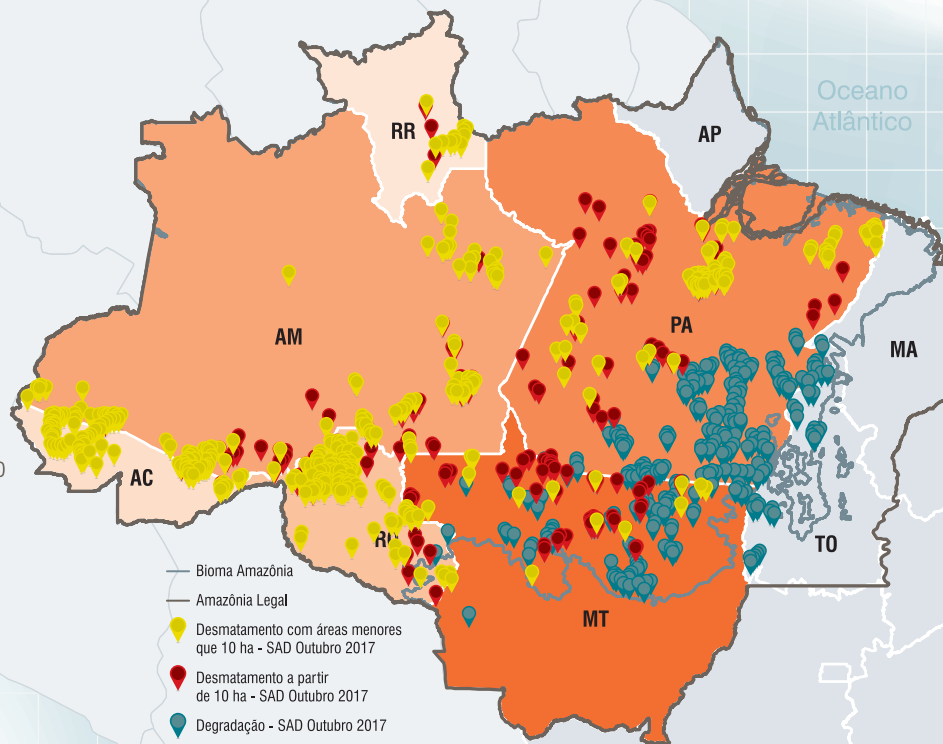 Oceano
Atlântico
RR
AP
AM
PA
MA
AC
RO
TO
MT
Bioma Amazônia
Amazônia Legal
Desmatamento com áreas menores
que 10 ha - SAD Outubro 2017
Desmatamento a partir
de 10 ha - SAD Outubro 2017
Degradação - SAD Outubro 2017